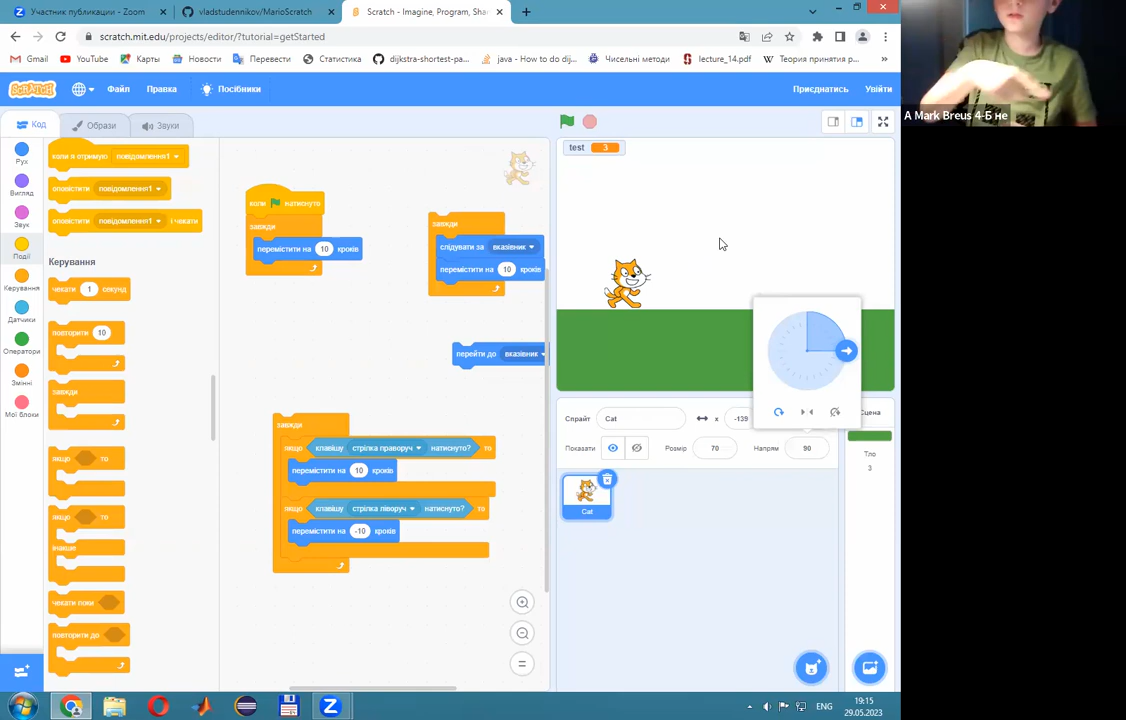 Участник публикации - Zoom
vladstudennikov/MarioScratch
Scratch - Imagine, Program, Sha
scratch.mit.edu/projects/editor/?tutorial=getStarted
Gmail
YouTube
Карты
Новости
Перевести
Статистика
dijkstra-shortest-pa...
java - How to do dij...
Чисельні методи
lecture_14.pdf
Теория принятия р...
SCRATCH
Файл
Правка
Посібники
Приєднатись
Увійти
A Mark Breus 4-Б не
Код
Образи
Звуки
Рух
Вигляд
Звук
Події
Керування
Датчики
Оператори
Змінні
Мої блоки
коли я отримую повідомлення1
оповістити повідомлення1
оповістити повідомлення1 і чекати
Керування
чекати 1 секунд
повторити 10
завжди
якщо то
якщо то
інакше
чекати поки
повторити до
коли натиснуто
завжди
перемістити на 10 кроків
завжди
слідувати за вказівник
перемістити на 10 кроків
перейти до вказівник
завжди
якщо клавішу стрілка праворуч натиснуто? то
перемістити на 10 кроків
якщо клавішу стрілка ліворуч натиснуто? то
перемістити на -10 кроків
test 3
Спрайт Cat x -139
Показати Розмір 70 Напрям 90
Cat
Сцена
Тло
3
ENG
19:15
29.05.2023